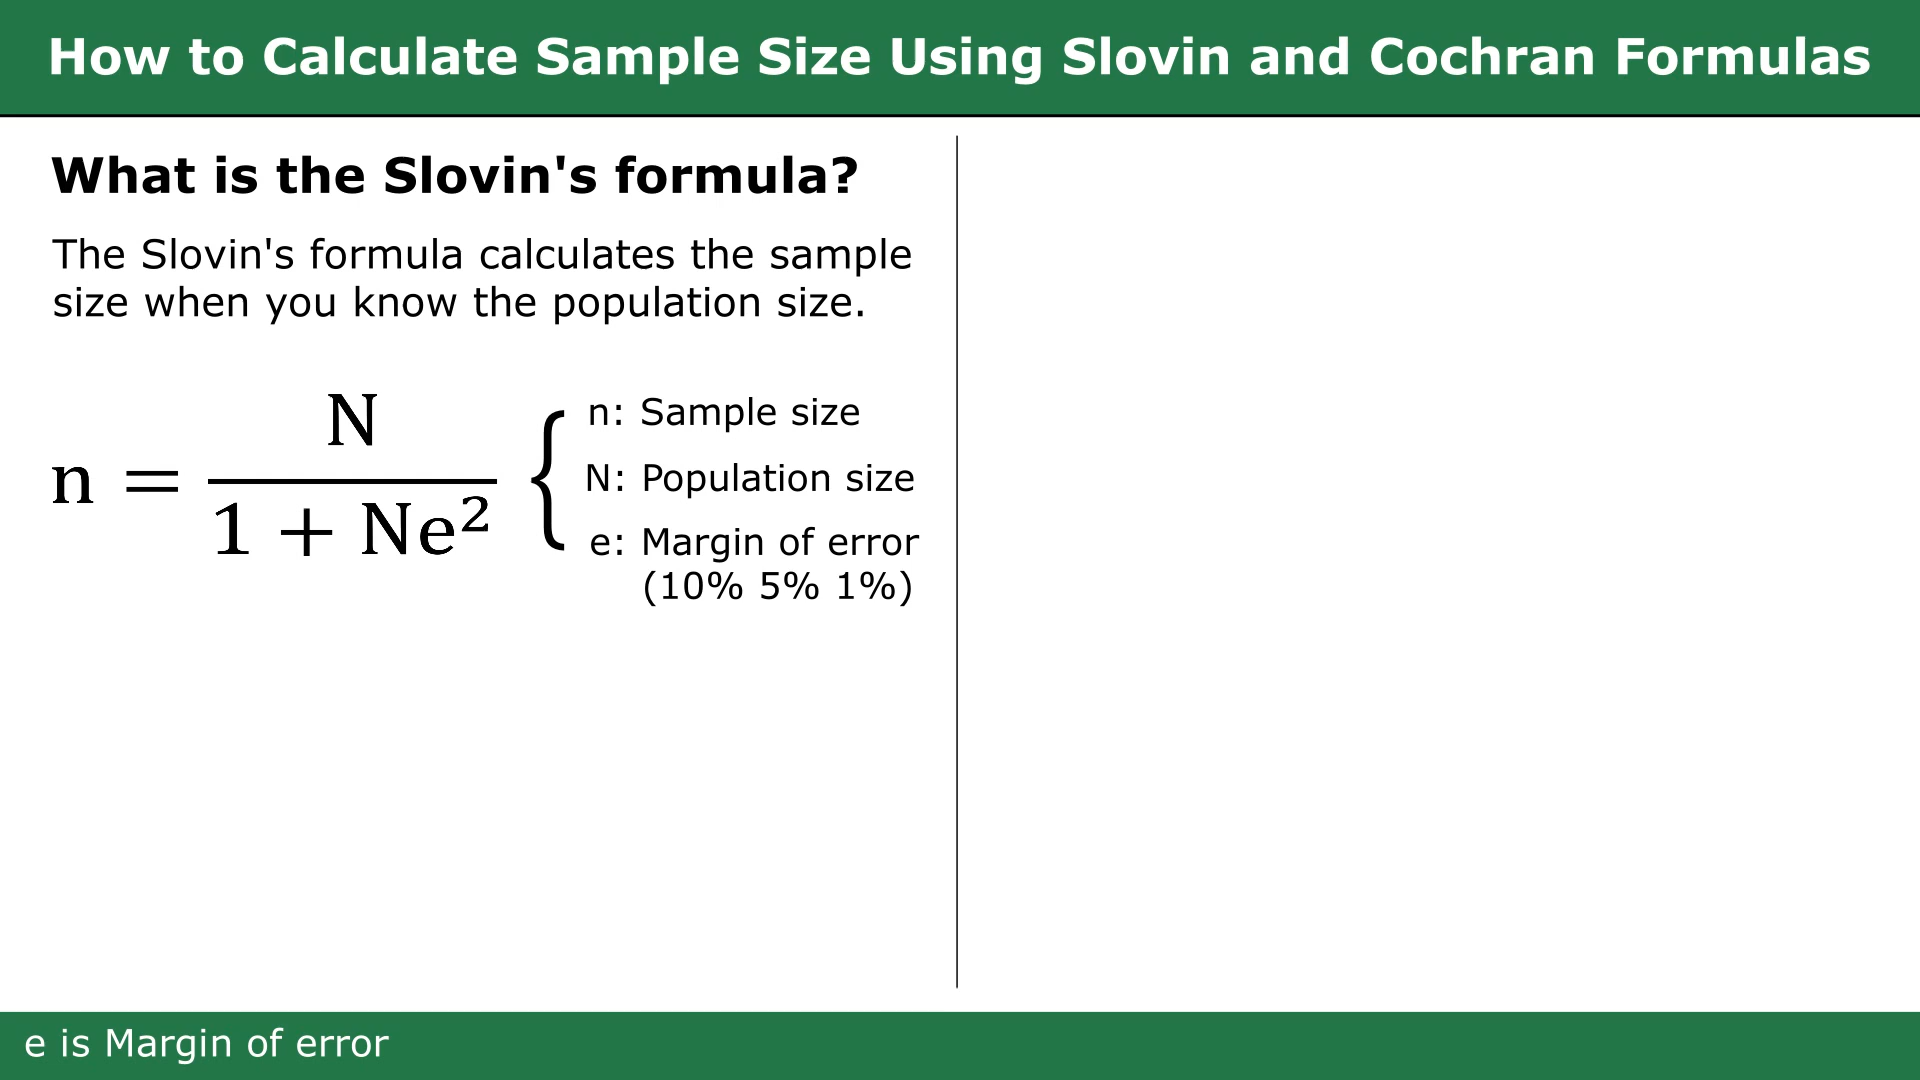 How to Calculate Sample Size Using Slovin and Cochran Formulas
What is the Slovin's formula?
The Slovin's formula calculates the sample
size when you know the population size.
n = N / (1 + Ne²)
n: Sample size
N: Population size
e: Margin of error
(10% 5% 1%)
e is Margin of error